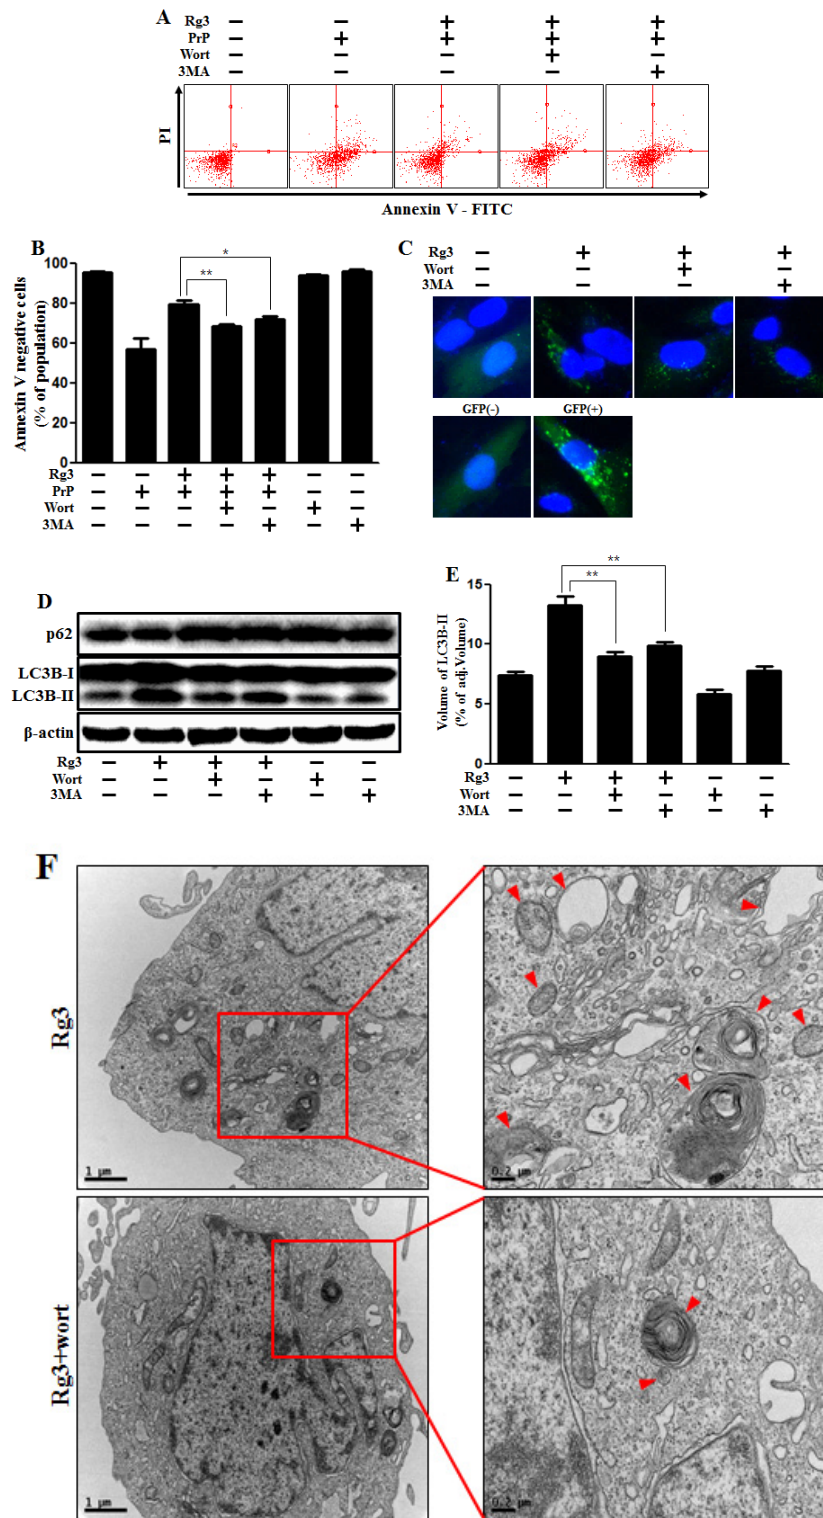 A
Rg3 − − + + +
PrP − + + + +
Wort − − − + −
3MA − − − − +
PI
Annexin V - FITC
B
Annexin V negative cells
(% of population)
100
80
60
40
20
0
*
**
Rg3 − − + + + − −
PrP − + + + + − −
Wort − − − + − + −
3MA − − − − + − +
C
Rg3 − + + +
Wort − − + −
3MA − − − +
GFP(-) GFP(+)
D
p62
LC3B-I
LC3B-II
β-actin
Rg3 − + + + − −
Wort − − + − + −
3MA − − − + − +
E
Volume of LC3B-II
(% of adj.Volume)
15
10
5
0
**
**
Rg3 − + + + − −
Wort − − + − + −
3MA − − − + − +
F
Rg3
1 μm
0.2 μm
Rg3+wort
1 μm
0.2 μm